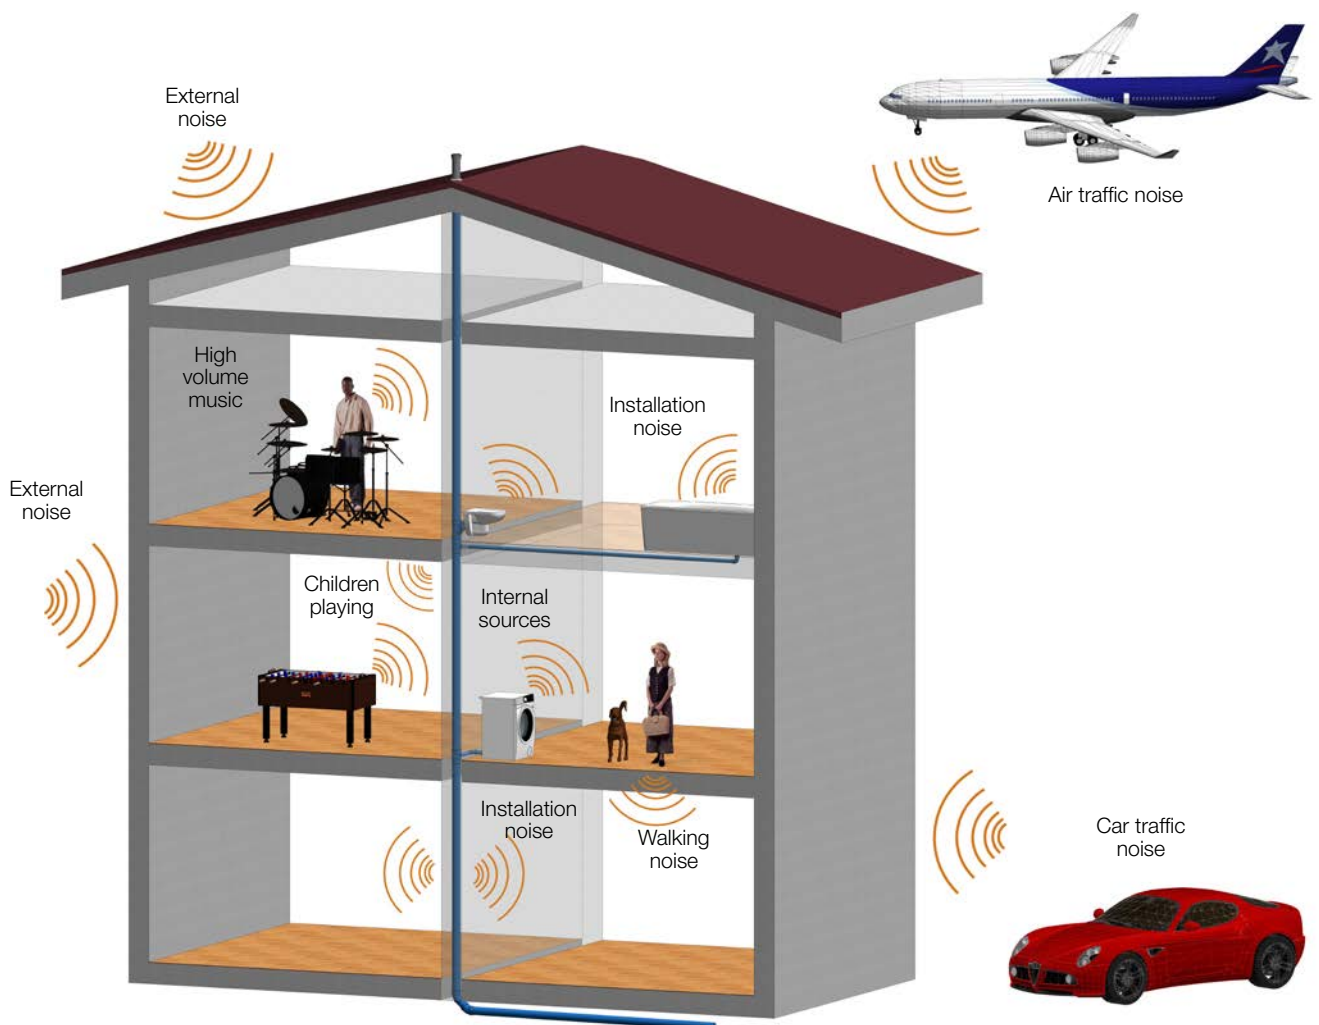 External
noise
Air traffic noise
High
volume
music
Installation
noise
External
noise
Children
playing
Internal
sources
Installation
noise
Walking
noise
Car traffic
noise